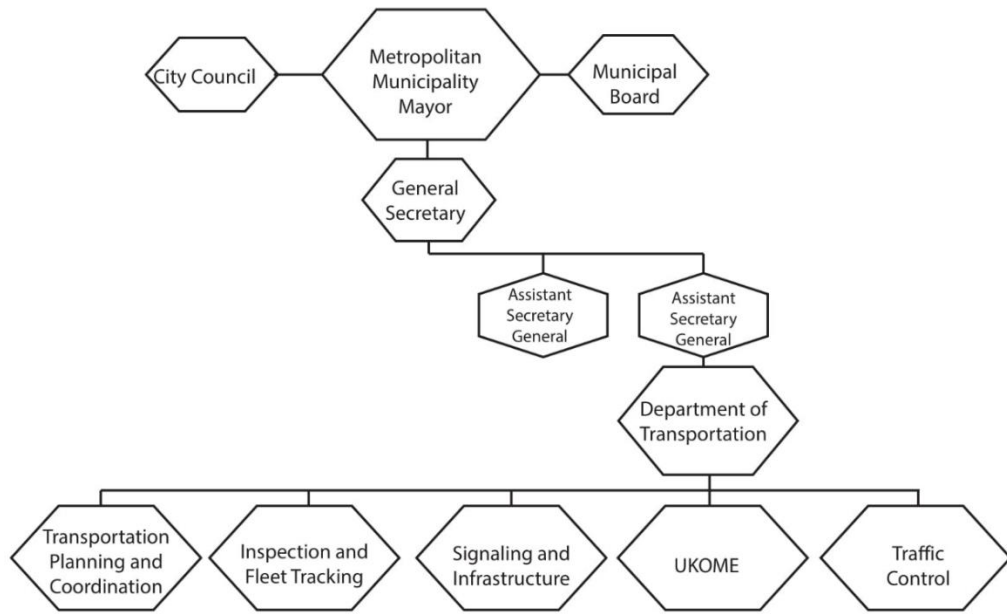 City Council
Metropolitan
Municipality
Mayor
Municipal
Board
General
Secretary
Assistant
Secretary
General
Assistant
Secretary
General
Department of
Transportation
Transportation
Planning and
Coordination
Inspection and
Fleet Tracking
Signaling and
Infrastructure
UKOME
Traffic
Control